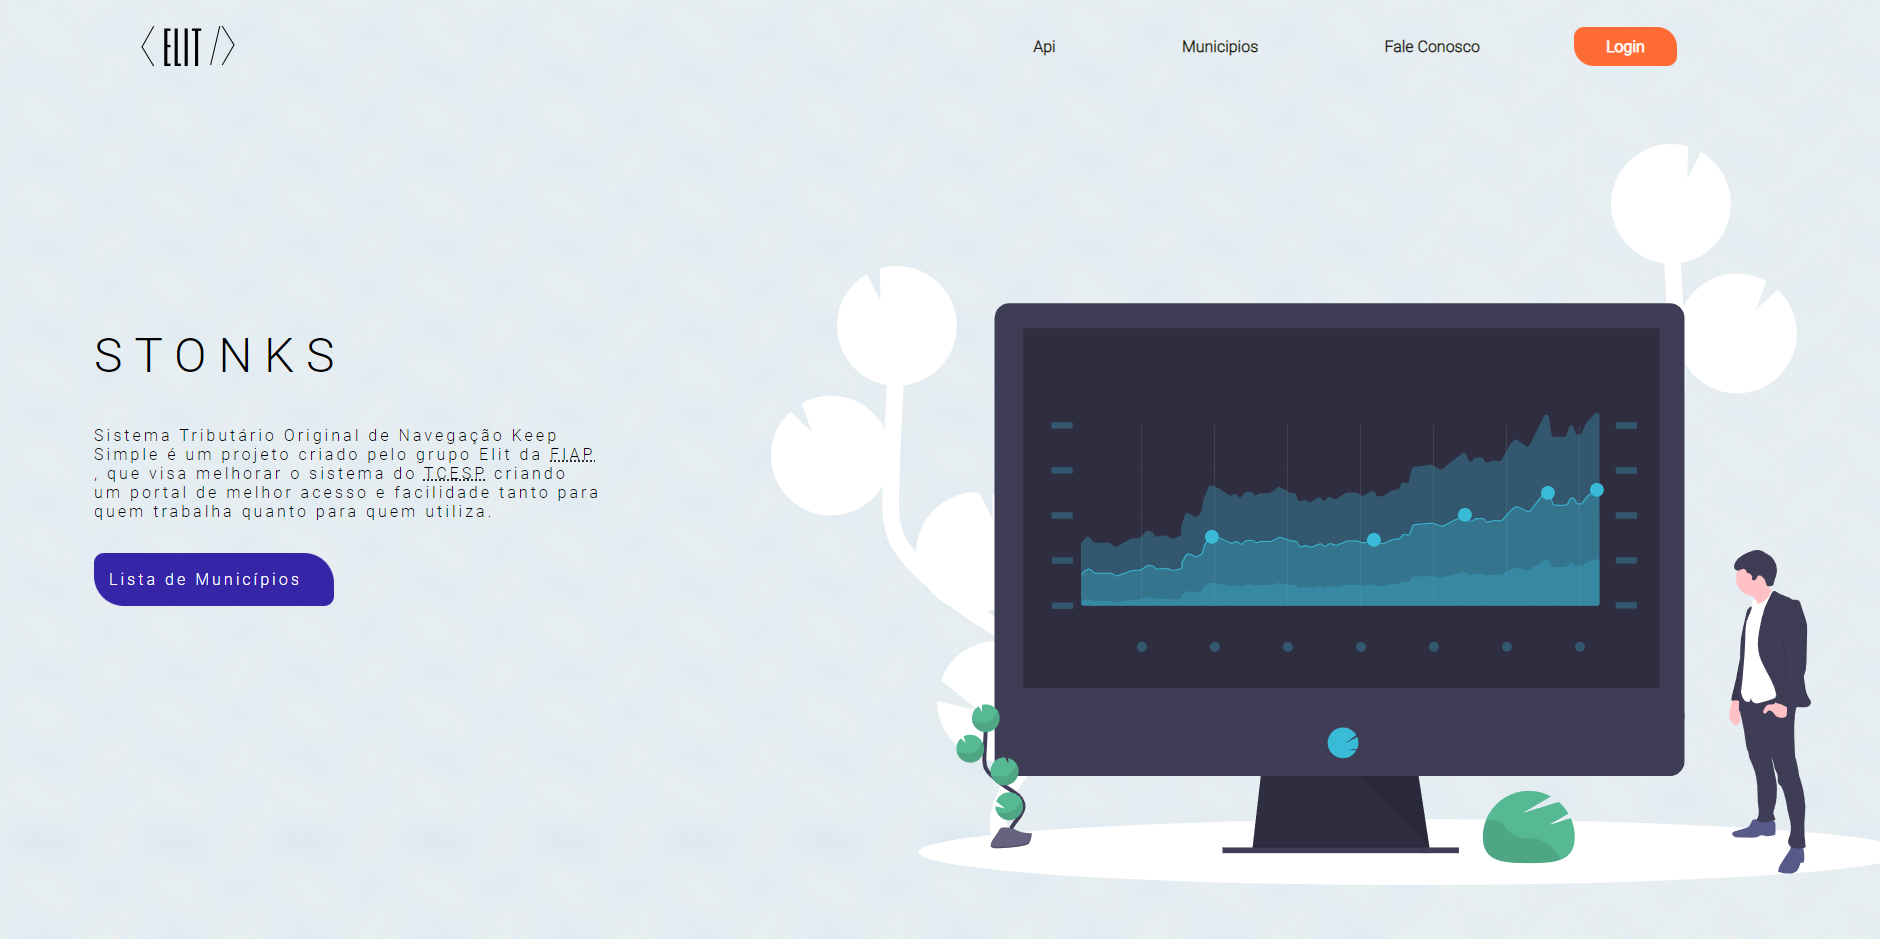 < ELIT />
Api
Municipios
Fale Conosco
Login
STONKS
Sistema Tributário Original de Navegação Keep
Simple é um projeto criado pelo grupo Elit da FIAP
, que visa melhorar o sistema do TCESP criando
um portal de melhor acesso e facilidade tanto para
quem trabalha quanto para quem utiliza.
Lista de Municípios